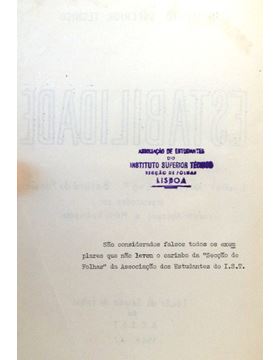 ASSOCIAÇÃO DE ESTUDANTES
DO
INSTITUTO SUPERIOR TÉCNICO
SECÇÃO DE FOLHAS
LISBOA
São considerados falsos todos os exem
plares que não levem o carimbo da "Secção de
Folhas" da Associação dos Estudantes do I.S.T.